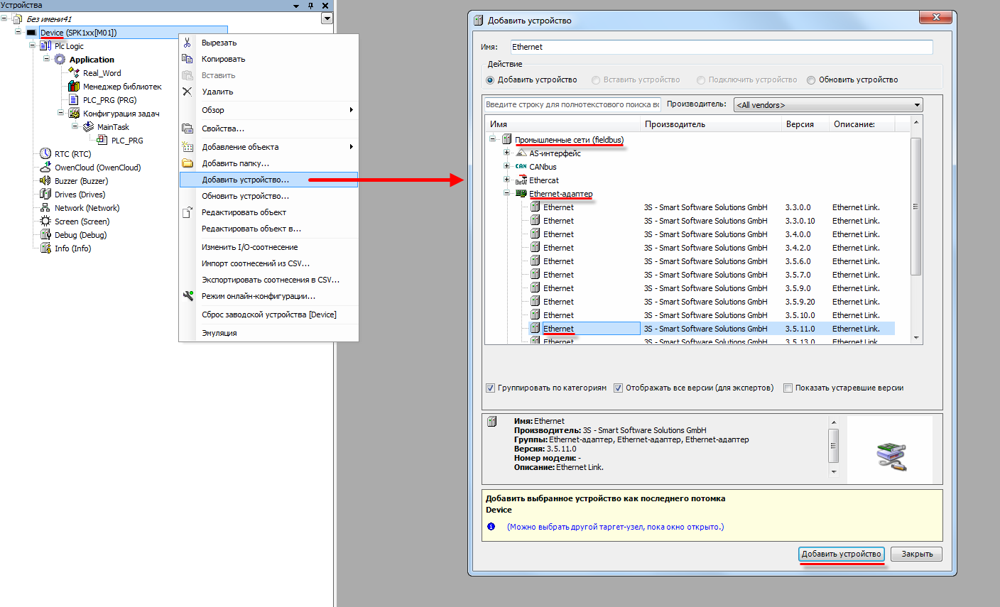 Устройства
Без имени41
Device (SPK1xx[M01])
Plc Logic
Application
Real_Word
Менеджер библиотек
PLC_PRG (PRG)
Конфигурация задач
MainTask
PLC_PRG
RTC (RTC)
OwenCloud (OwenCloud)
Buzzer (Buzzer)
Drives (Drives)
Network (Network)
Screen (Screen)
Debug (Debug)
Info (Info)
Вырезать
Копировать
Вставить
Удалить
Обзор
Свойства...
Добавление объекта
Добавить папку...
Добавить устройство...
Обновить устройство...
Редактировать объект
Редактировать объект в...
Изменить I/O-соотнесение
Импорт соотнесений из CSV...
Экспортировать соотнесения в CSV...
Режим онлайн-конфигурации...
Сброс заводской устройства [Device]
Эмуляция
Добавить устройство
Имя: Ethernet
Действие
Добавить устройство Вставить устройство Подключить устройство Обновить устройство
Введите строку для полнотекстового поиска вс Производитель: <All vendors>
Имя Производитель Версия Описание:
Промышленные сети (fieldbus)
AS-интерфейс
CAN CANbus
EtherCAT Ethercat
Ethernet-адаптер
Ethernet 3S - Smart Software Solutions GmbH 3.3.0.0 Ethernet Link.
Ethernet 3S - Smart Software Solutions GmbH 3.3.0.10 Ethernet Link.
Ethernet 3S - Smart Software Solutions GmbH 3.4.0.0 Ethernet Link.
Ethernet 3S - Smart Software Solutions GmbH 3.4.2.0 Ethernet Link.
Ethernet 3S - Smart Software Solutions GmbH 3.5.6.0 Ethernet Link.
Ethernet 3S - Smart Software Solutions GmbH 3.5.7.0 Ethernet Link.
Ethernet 3S - Smart Software Solutions GmbH 3.5.9.0 Ethernet Link.
Ethernet 3S - Smart Software Solutions GmbH 3.5.9.20 Ethernet Link.
Ethernet 3S - Smart Software Solutions GmbH 3.5.10.0 Ethernet Link.
Ethernet 3S - Smart Software Solutions GmbH 3.5.11.0 Ethernet Link.
Ethernet 3S - Smart Software Solutions GmbH 3.5.13.0 Ethernet Link.
Группировать по категориям Отображать все версии (для экспертов) Показать устаревшие версии
Имя: Ethernet
Производитель: 3S - Smart Software Solutions GmbH
Группы: Ethernet-адаптер, Ethernet-адаптер, Ethernet-адаптер
Версия: 3.5.11.0
Номер модели: -
Описание: Ethernet Link.
Добавить выбранное устройство как последнего потомка
Device
(Можно выбрать другой таргет-узел, пока окно открыто.)
Добавить устройство Закрыть